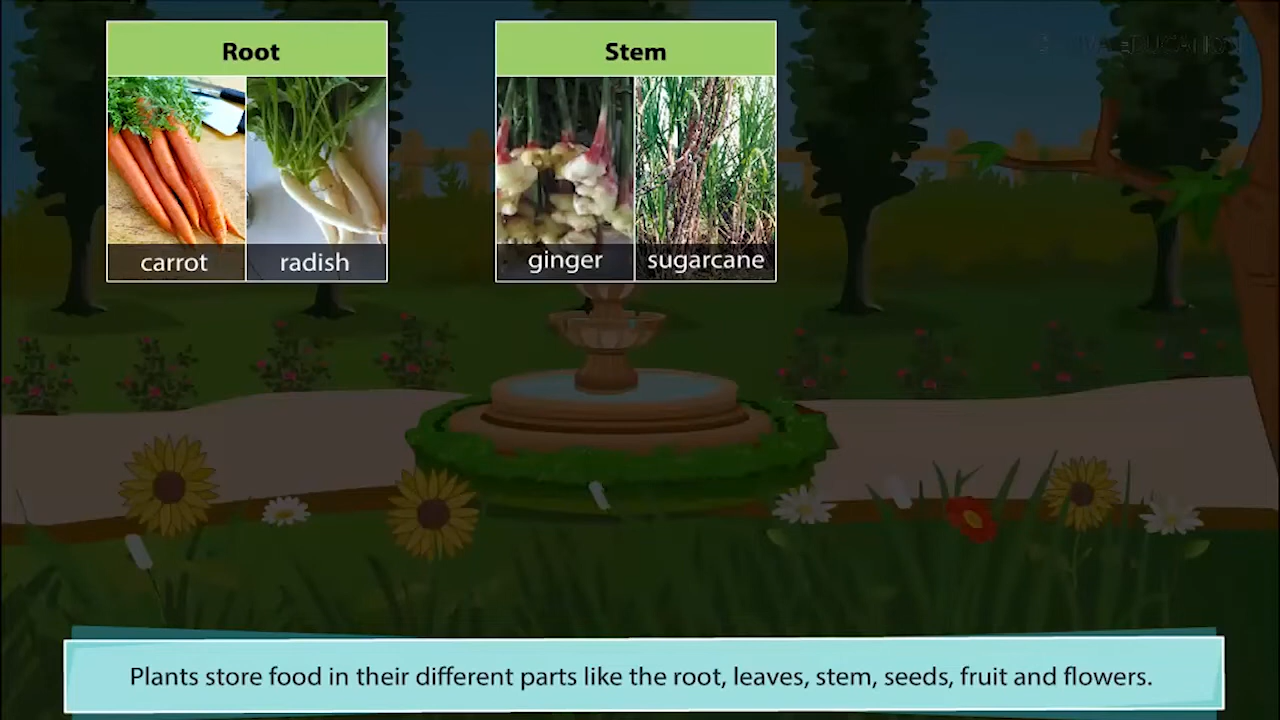 Root
Stem
carrot
radish
ginger
sugarcane
Plants store food in their different parts like the root, leaves, stem, seeds, fruit and flowers.